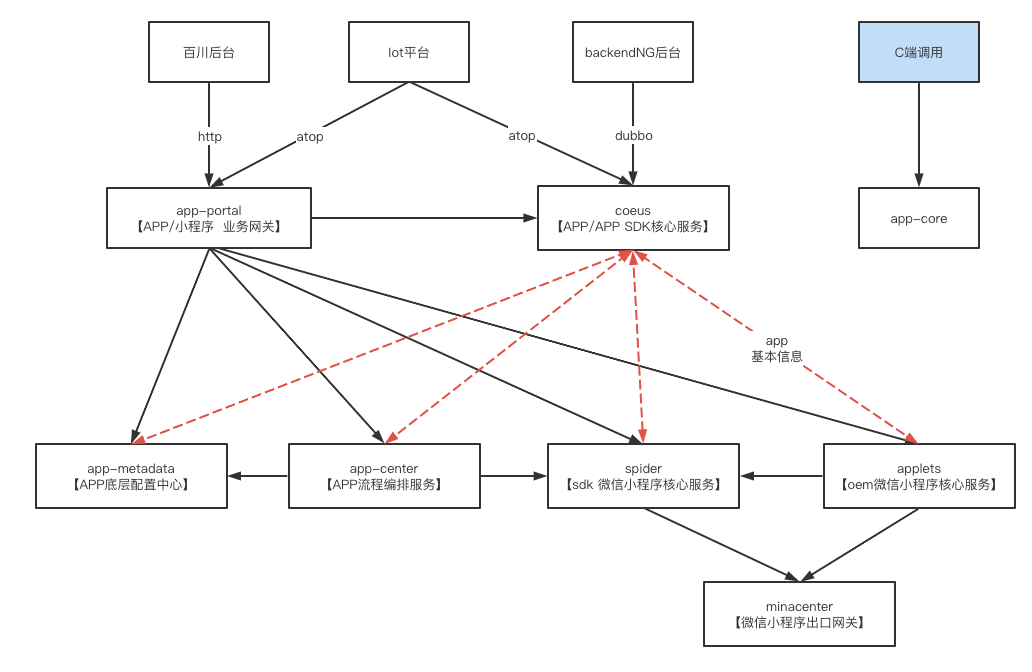 百川后台
Iot平台
backendNG后台
C端调用
http
atop
atop
dubbo
app-portal
【APP/小程序 业务网关】
coeus
【APP/APP SDK核心服务】
app-core
app
基本信息
app-metadata
【APP底层配置中心】
app-center
【APP流程编排服务】
spider
【sdk 微信小程序核心服务】
applets
【oem微信小程序核心服务】
minacenter
【微信小程序出口网关】